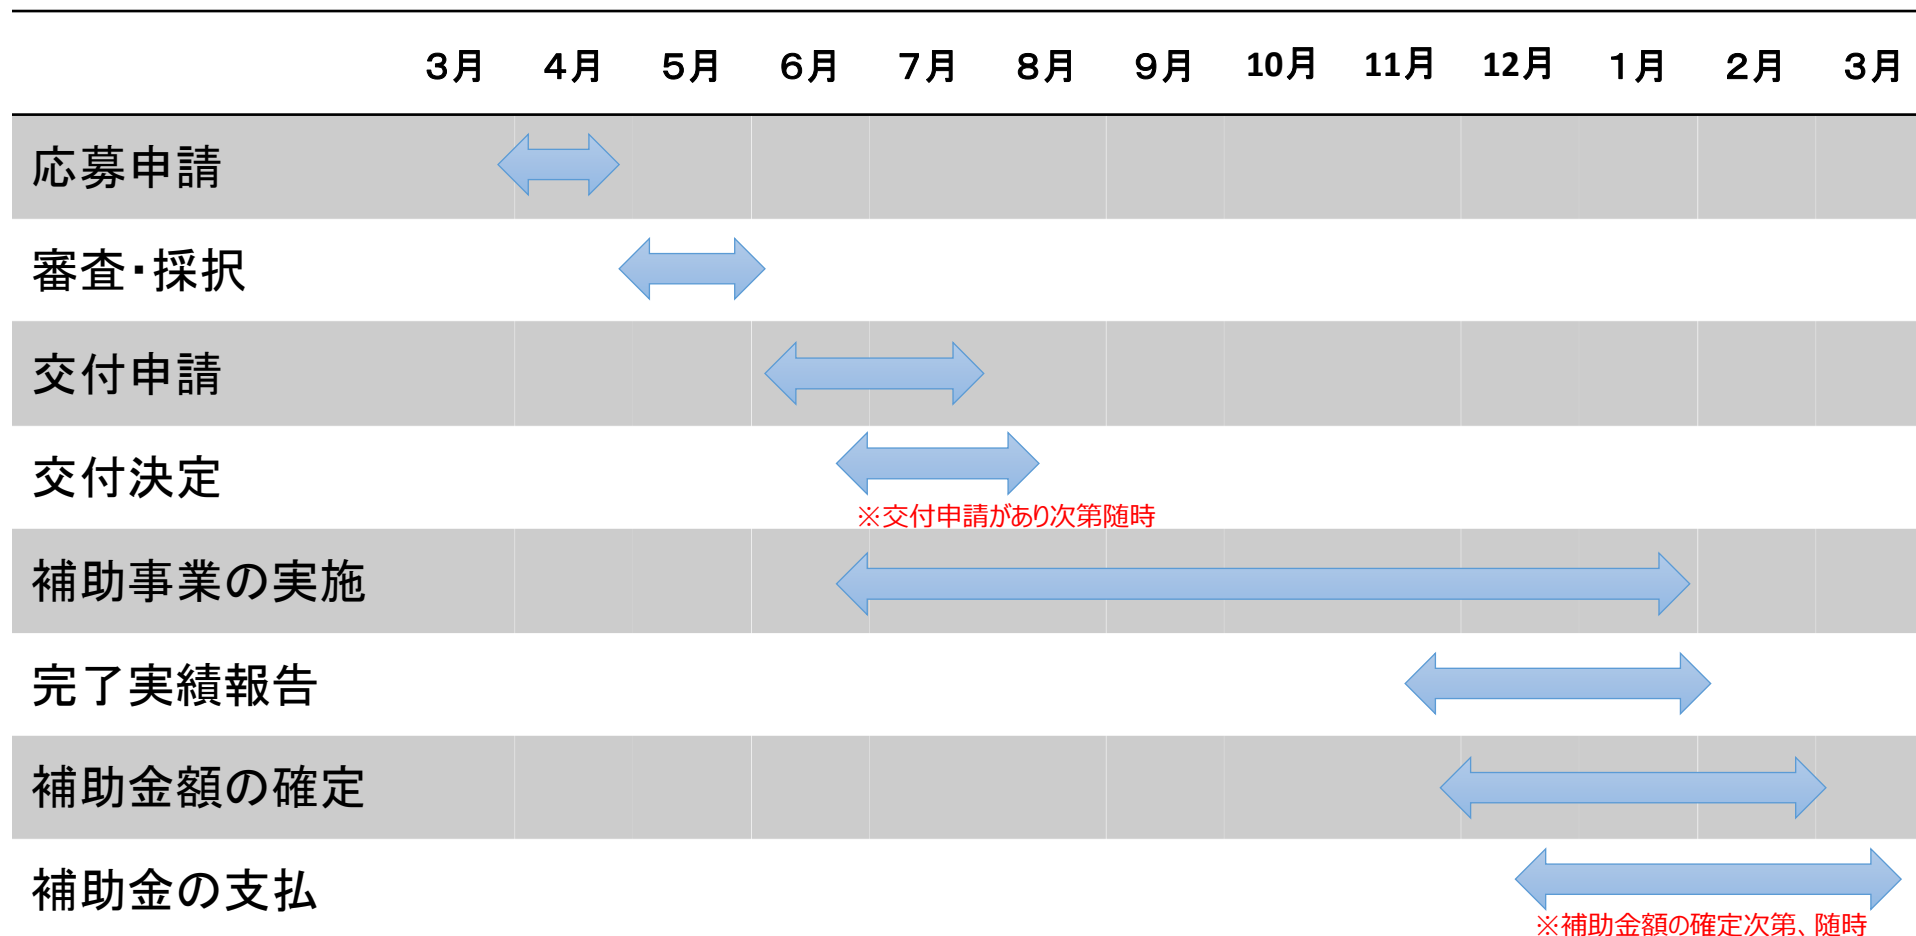 3月 4月 5月 6月 7月 8月 9月 10月 11月 12月 1月 2月 3月
応募申請
審査・採択
交付申請
交付決定
※交付申請があり次第随時
補助事業の実施
完了実績報告
補助金額の確定
補助金の支払
※補助金額の確定次第、随時